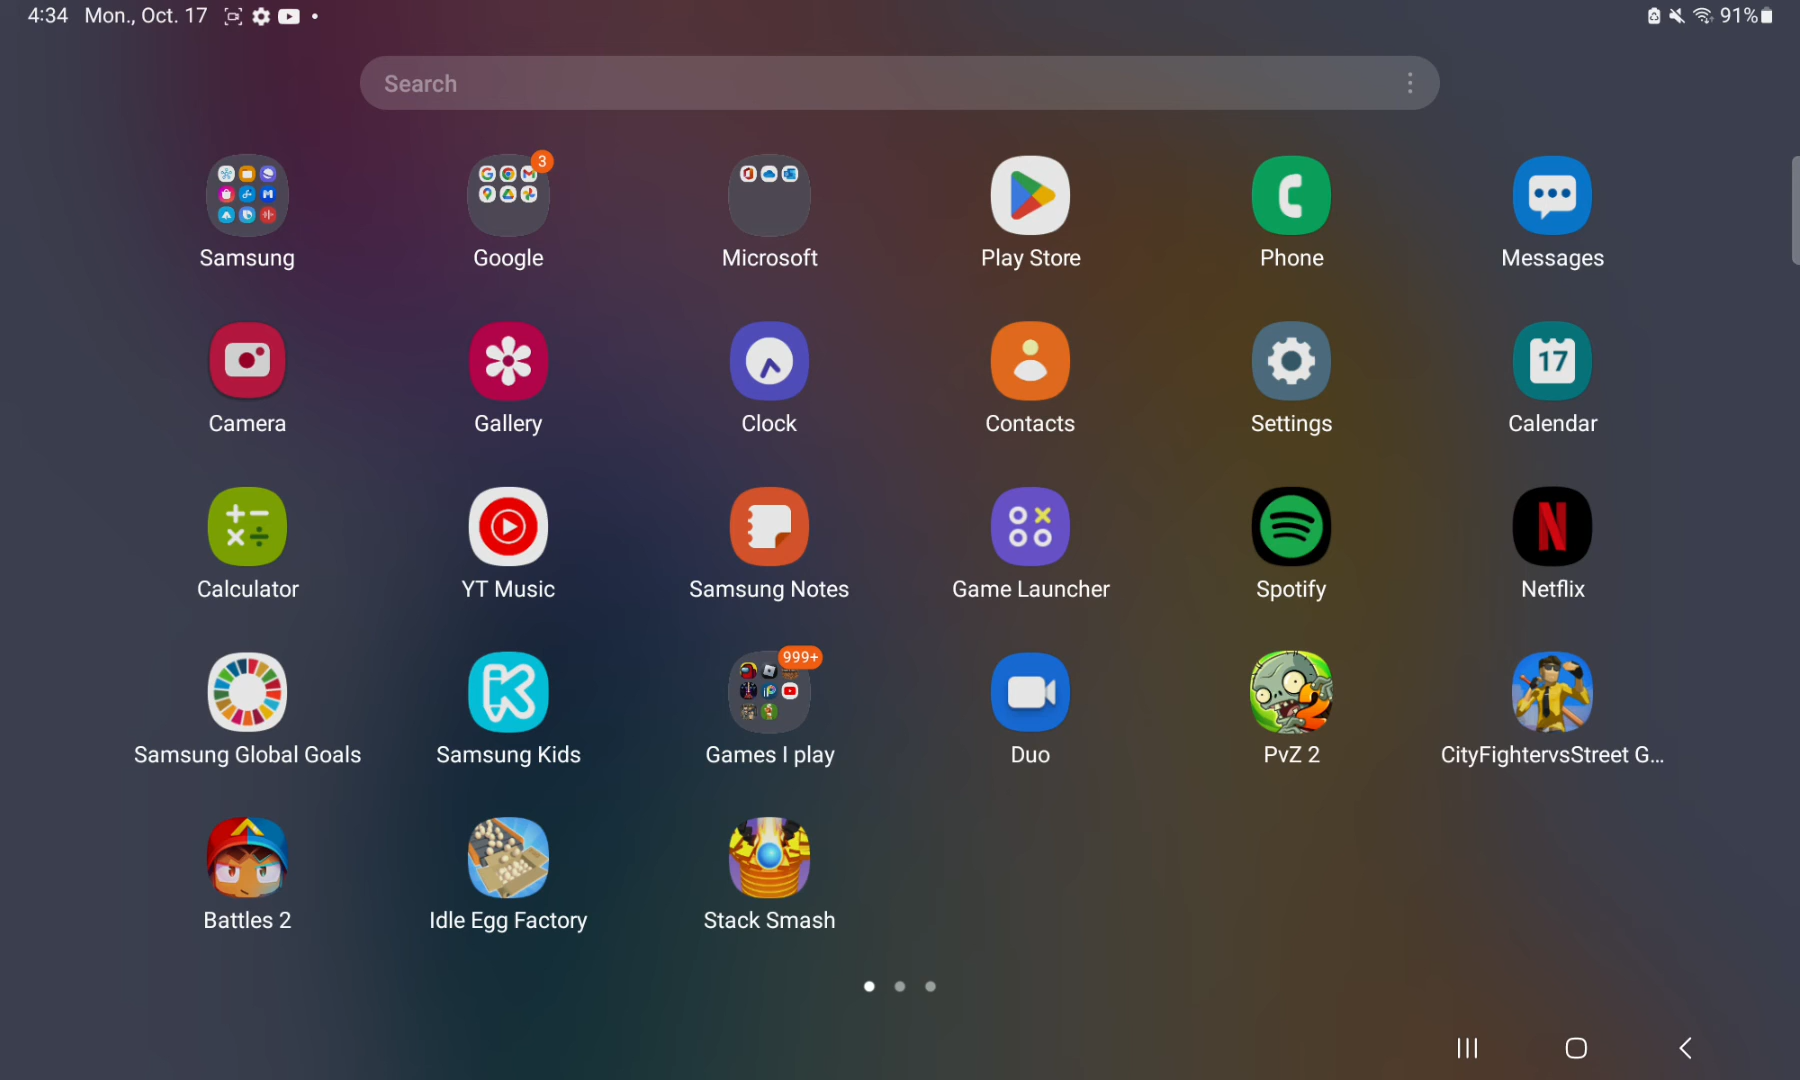 4:34 Mon., Oct. 17 91%
Search
3
Samsung Google Microsoft Play Store Phone Messages
17
Camera Gallery Clock Contacts Settings Calendar
Calculator YT Music Samsung Notes Game Launcher Spotify Netflix
999+
Samsung Global Goals Samsung Kids Games I play Duo PvZ 2 CityFightervsStreet G...
Battles 2 Idle Egg Factory Stack Smash